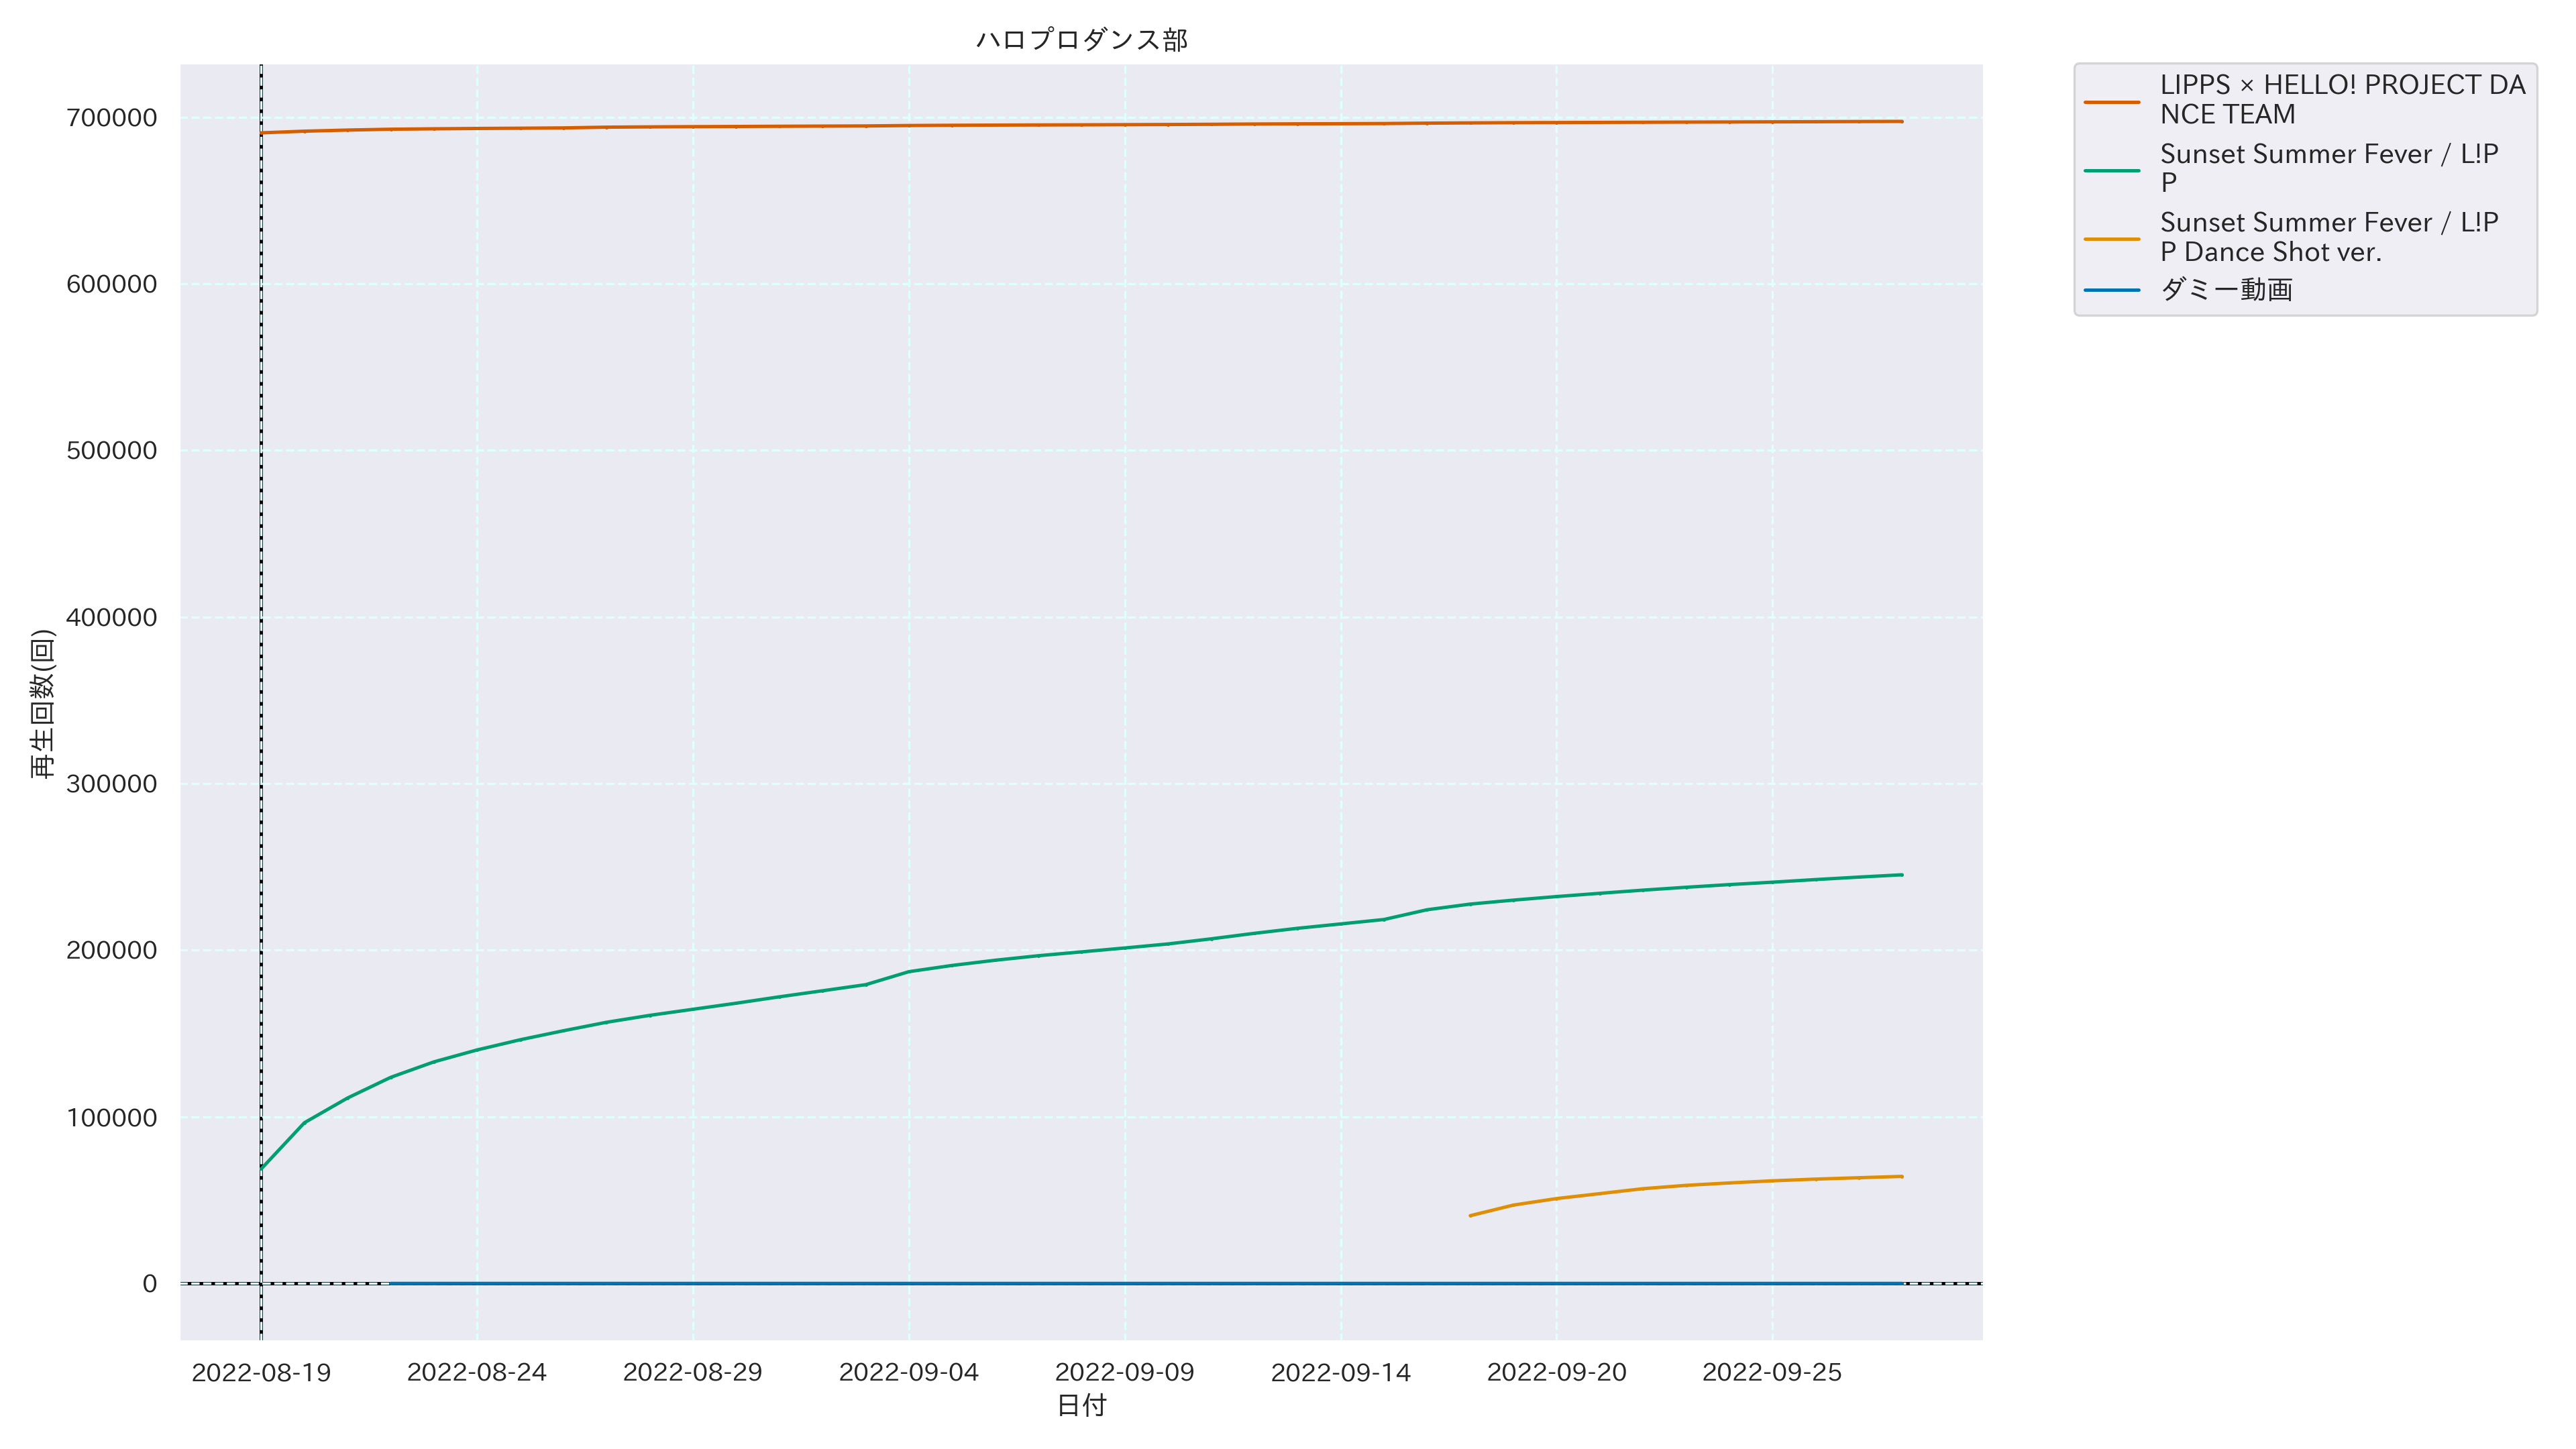 ハロプロダンス部
700000
600000
500000
400000
300000
200000
100000
0
再生回数(回)
2022-08-19
2022-08-24
2022-08-29
2022-09-04
2022-09-09
2022-09-14
2022-09-20
2022-09-25
日付
LIPPS × HELLO! PROJECT DA
NCE TEAM
Sunset Summer Fever / L!P
P
Sunset Summer Fever / L!P
P Dance Shot ver.
ダミー動画